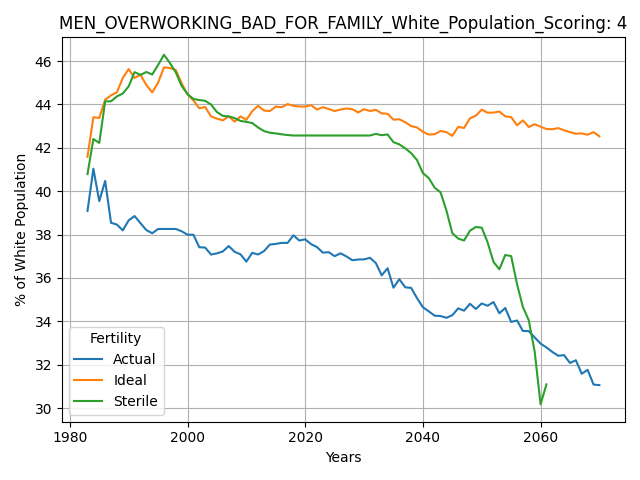 MEN_OVERWORKING_BAD_FOR_FAMILY_White_Population_Scoring: 4
% of White Population
46
44
42
40
38
36
34
32
30
Fertility
Actual
Ideal
Sterile
1980
2000
2020
2040
2060
Years